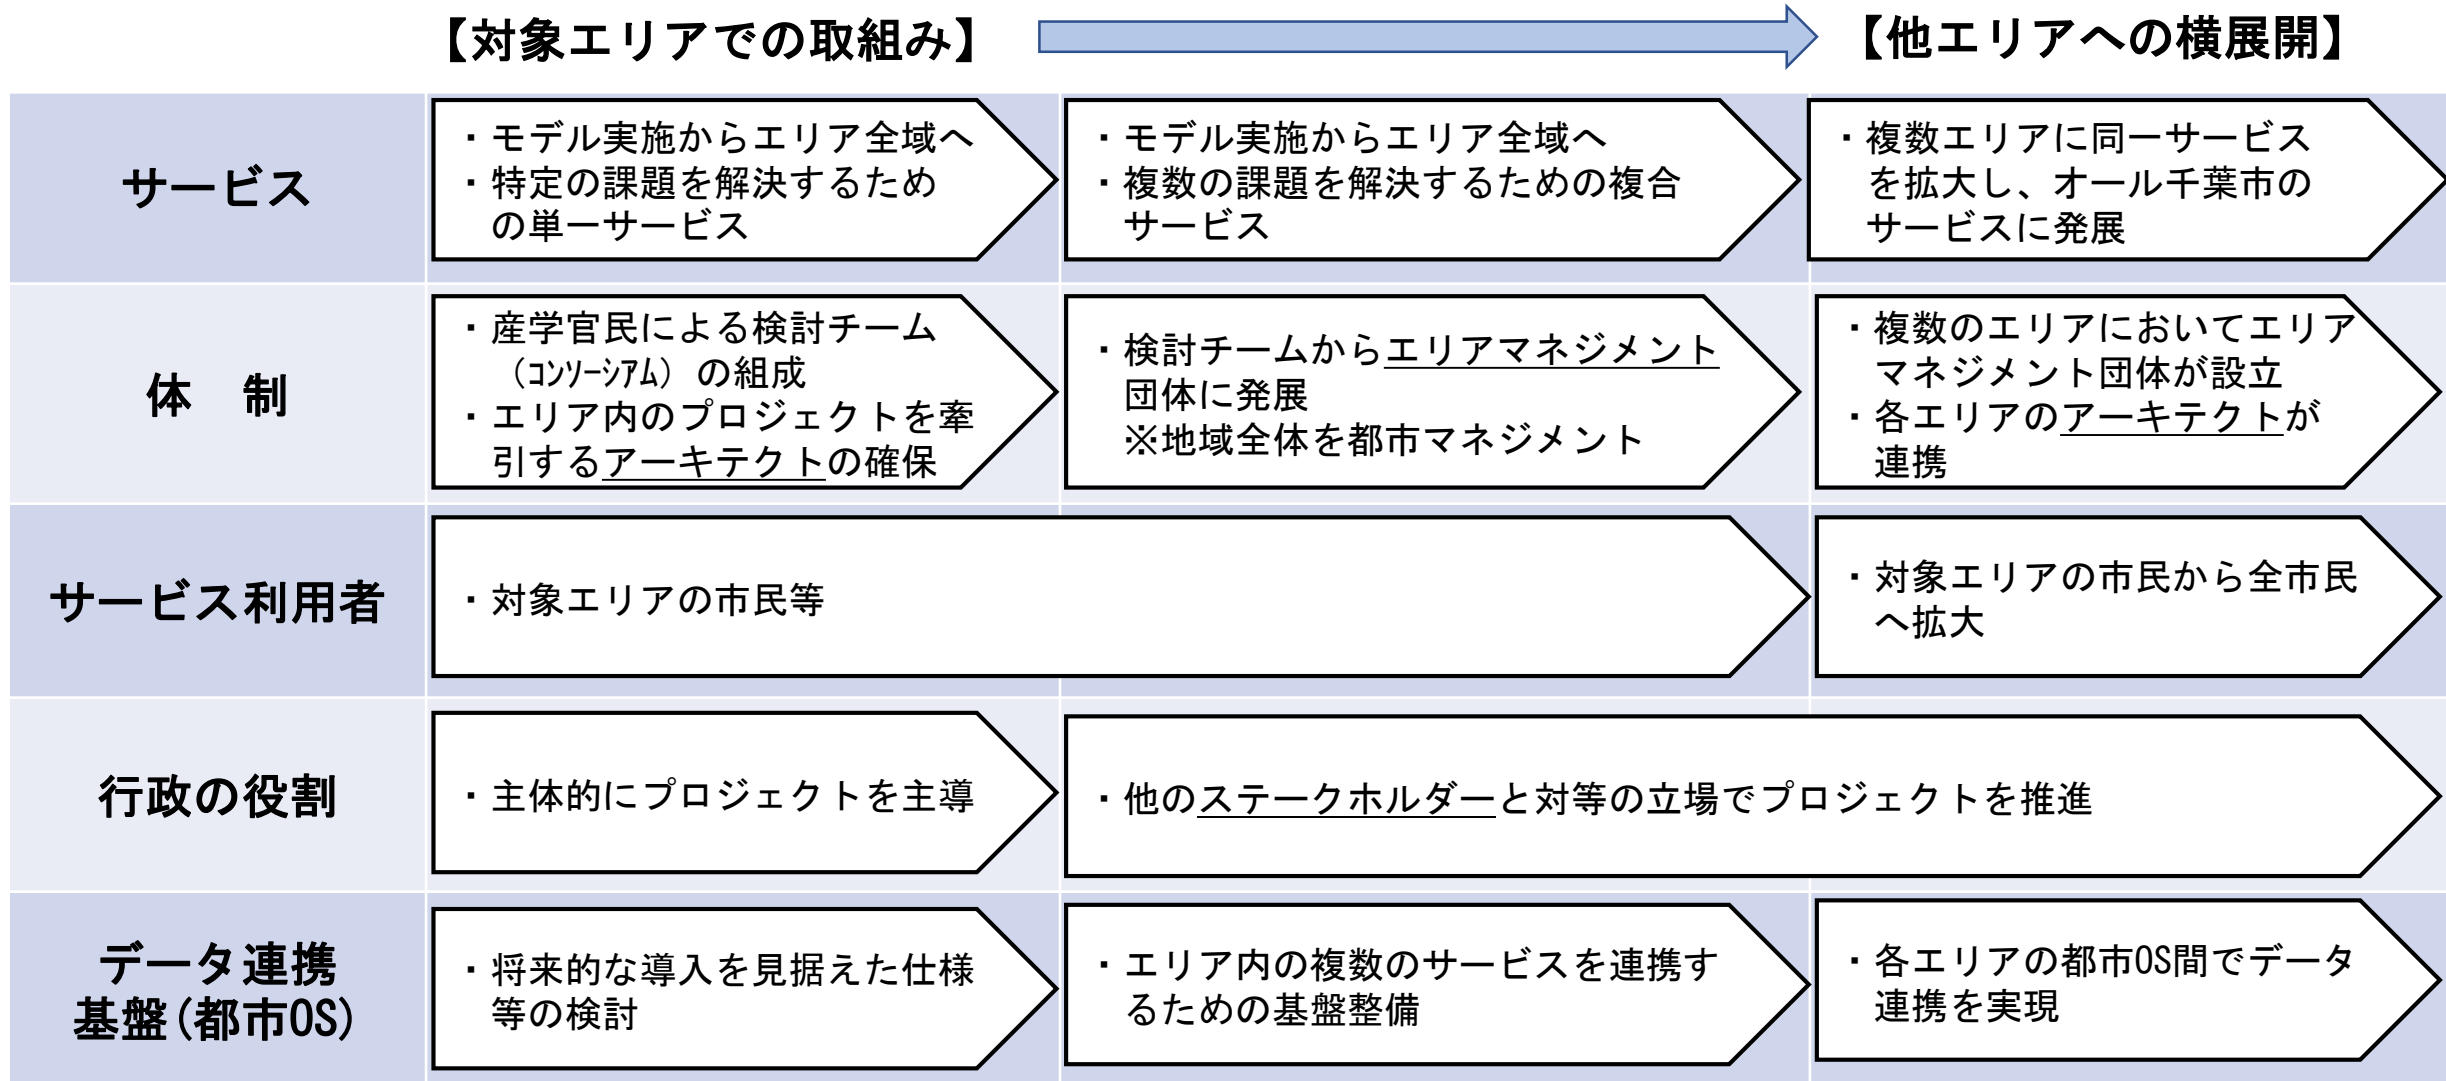 【対象エリアでの取組み】
【他エリアへの横展開】
サービス
・モデル実施からエリア全域へ
・特定の課題を解決するため
の単一サービス
・モデル実施からエリア全域へ
・複数の課題を解決するための複合
サービス
・複数エリアに同一サービス
を拡大し、オール千葉市の
サービスに発展
体　制
・産学官民による検討チーム
（ｺﾝｿｰｼｱﾑ）の組成
・エリア内のプロジェクトを牽
引するアーキテクトの確保
・検討チームからエリアマネジメント
団体に発展
※地域全体を都市マネジメント
・複数のエリアにおいてエリア
マネジメント団体が設立
・各エリアのアーキテクトが
連携
サービス利用者
・対象エリアの市民等
・対象エリアの市民から全市民
へ拡大
行政の役割
・主体的にプロジェクトを主導
・他のステークホルダーと対等の立場でプロジェクトを推進
データ連携
基盤(都市OS)
・将来的な導入を見据えた仕様
等の検討
・エリア内の複数のサービスを連携す
るための基盤整備
・各エリアの都市OS間でデータ
連携を実現